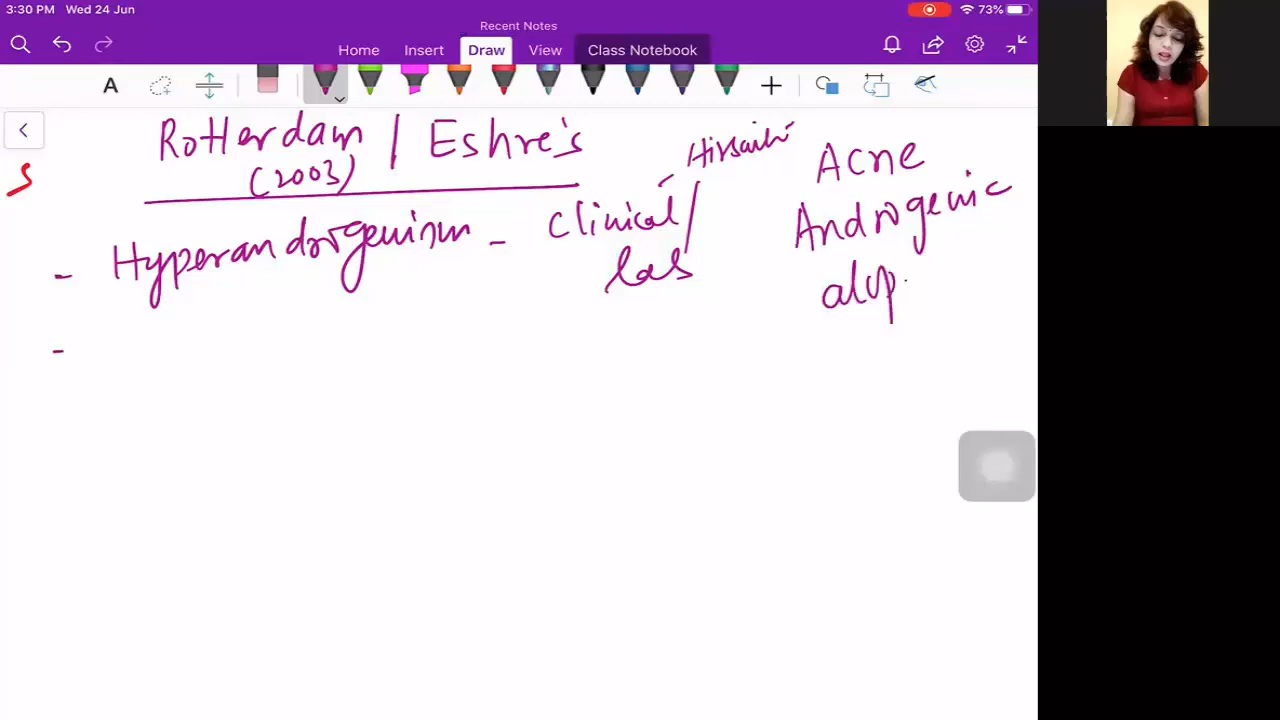 3:30 PM Wed 24 Jun
73%
Recent Notes
Home Insert Draw View Class Notebook
A
S
Rotterdam / Eshre's
(2003)
- Hyperandrogenism - Clinical /
lab
Acne
Androgenic
alop
-